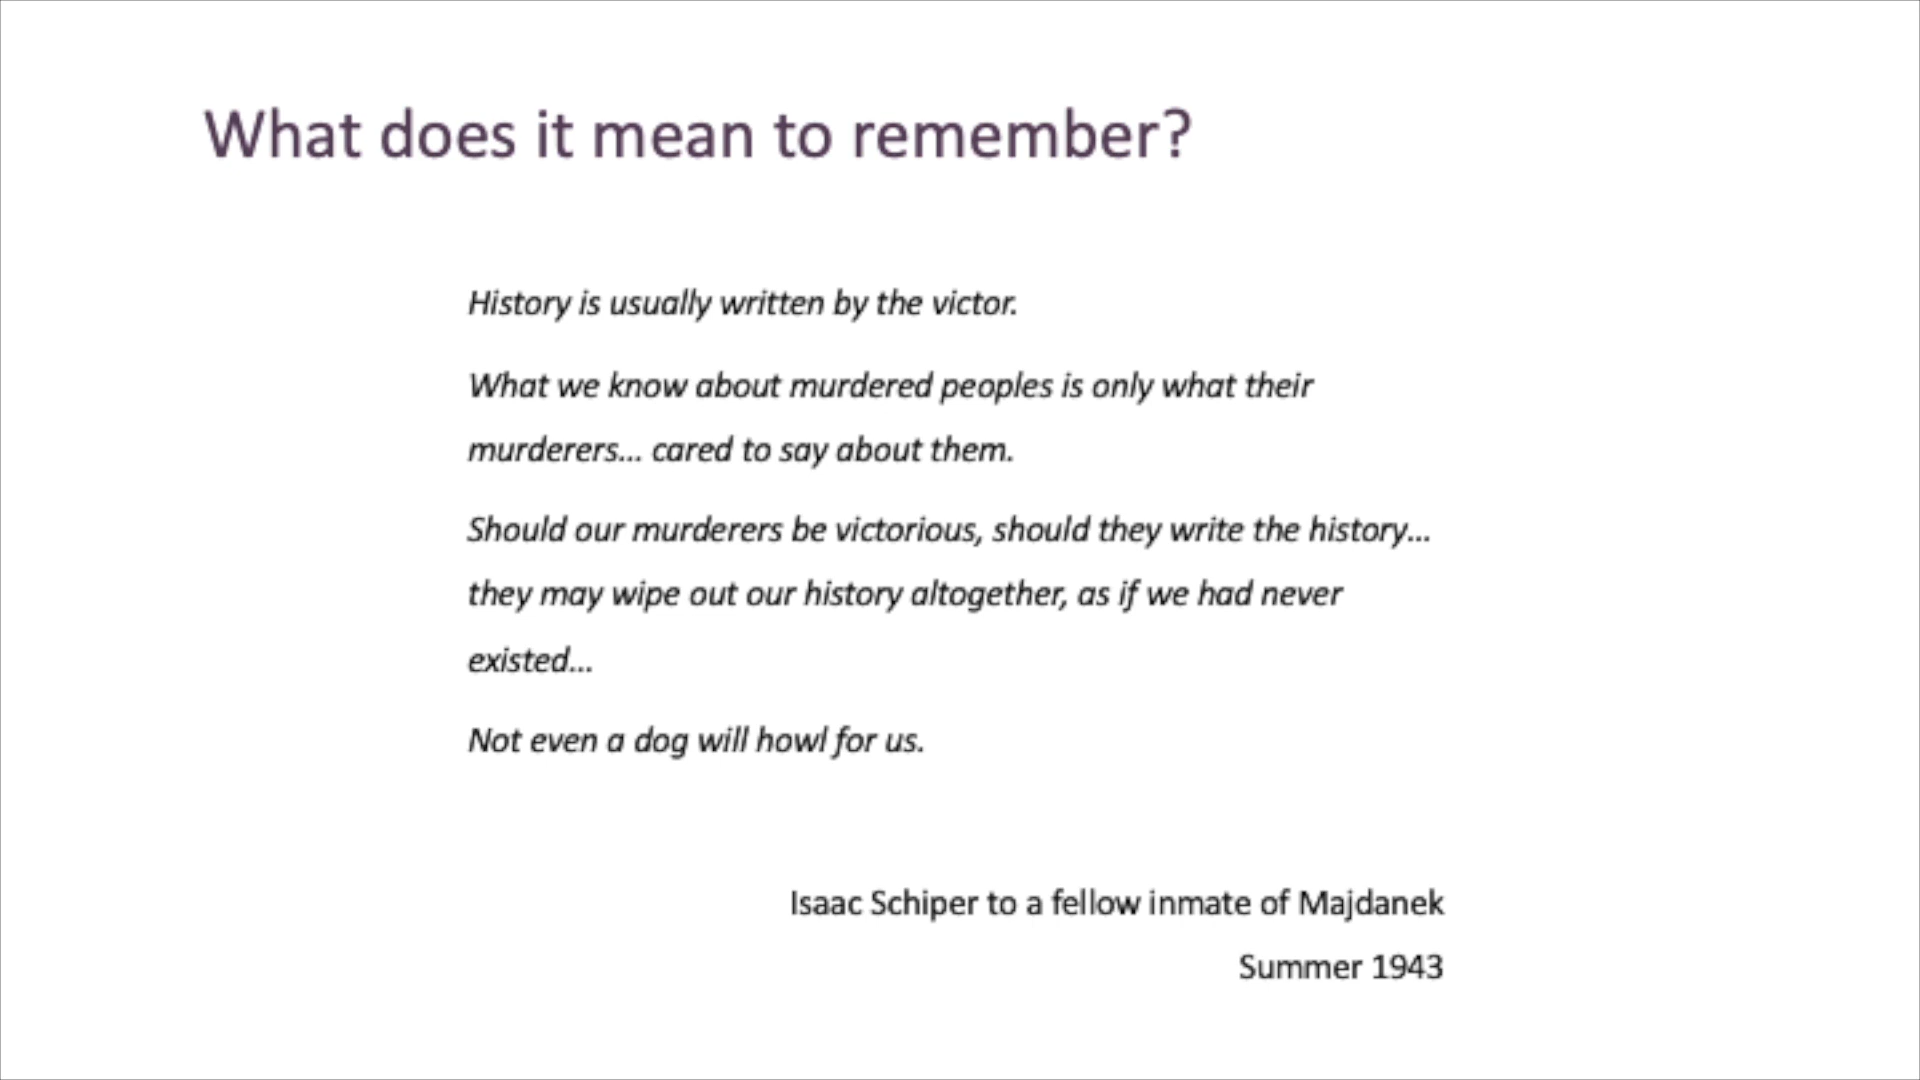 What does it mean to remember?
History is usually written by the victor.
What we know about murdered peoples is only what their
murderers... cared to say about them.
Should our murderers be victorious, should they write the history...
they may wipe out our history altogether, as if we had never
existed...
Not even a dog will howl for us.
Isaac Schiper to a fellow inmate of Majdanek
Summer 1943